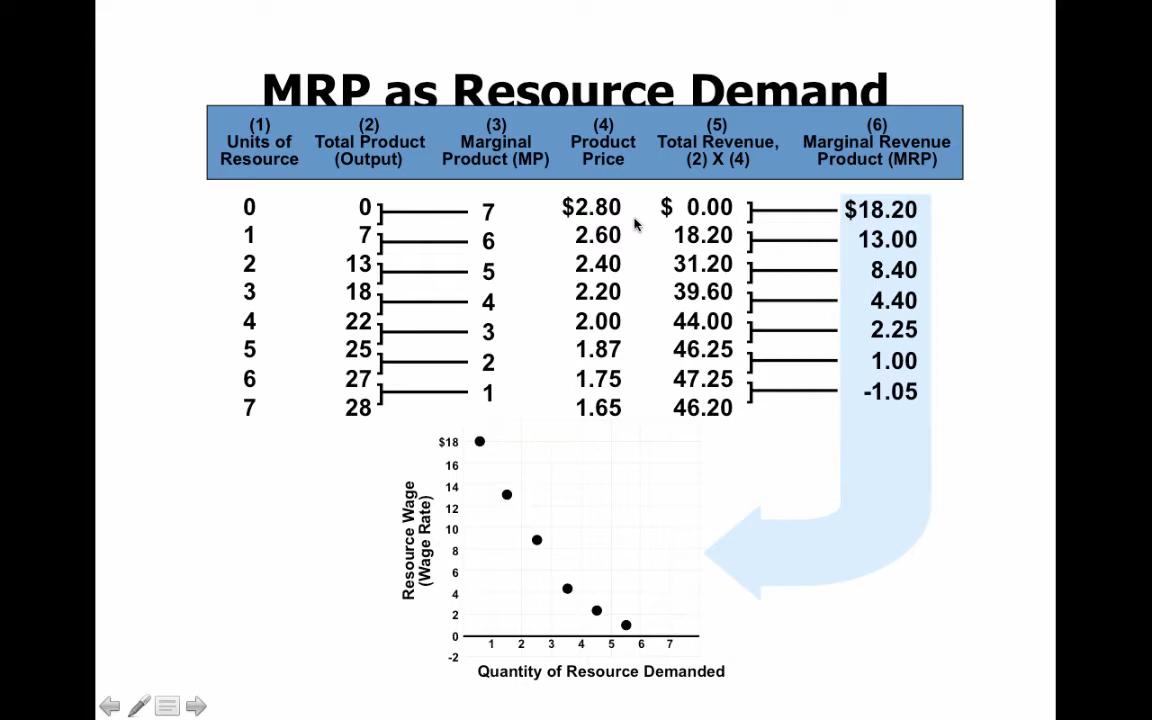 MRP as Resource Demand
(1) (2) (3) (4) (5) (6)
Units of Total Product Marginal Product Total Revenue, Marginal Revenue
Resource (Output) Product (MP) Price (2) X (4) Product (MRP)
0 0 7 $2.80 $ 0.00 $18.20
1 7 6 2.60 18.20 13.00
2 13 5 2.40 31.20 8.40
3 18 4 2.20 39.60 4.40
4 22 3 2.00 44.00 2.25
5 25 2 1.87 46.25 1.00
6 27 1 1.75 47.25 -1.05
7 28 1.65 46.20
$18
16
14
12
10
8
6
4
2
0
-2
Resource Wage
(Wage Rate)
1 2 3 4 5 6 7
Quantity of Resource Demanded